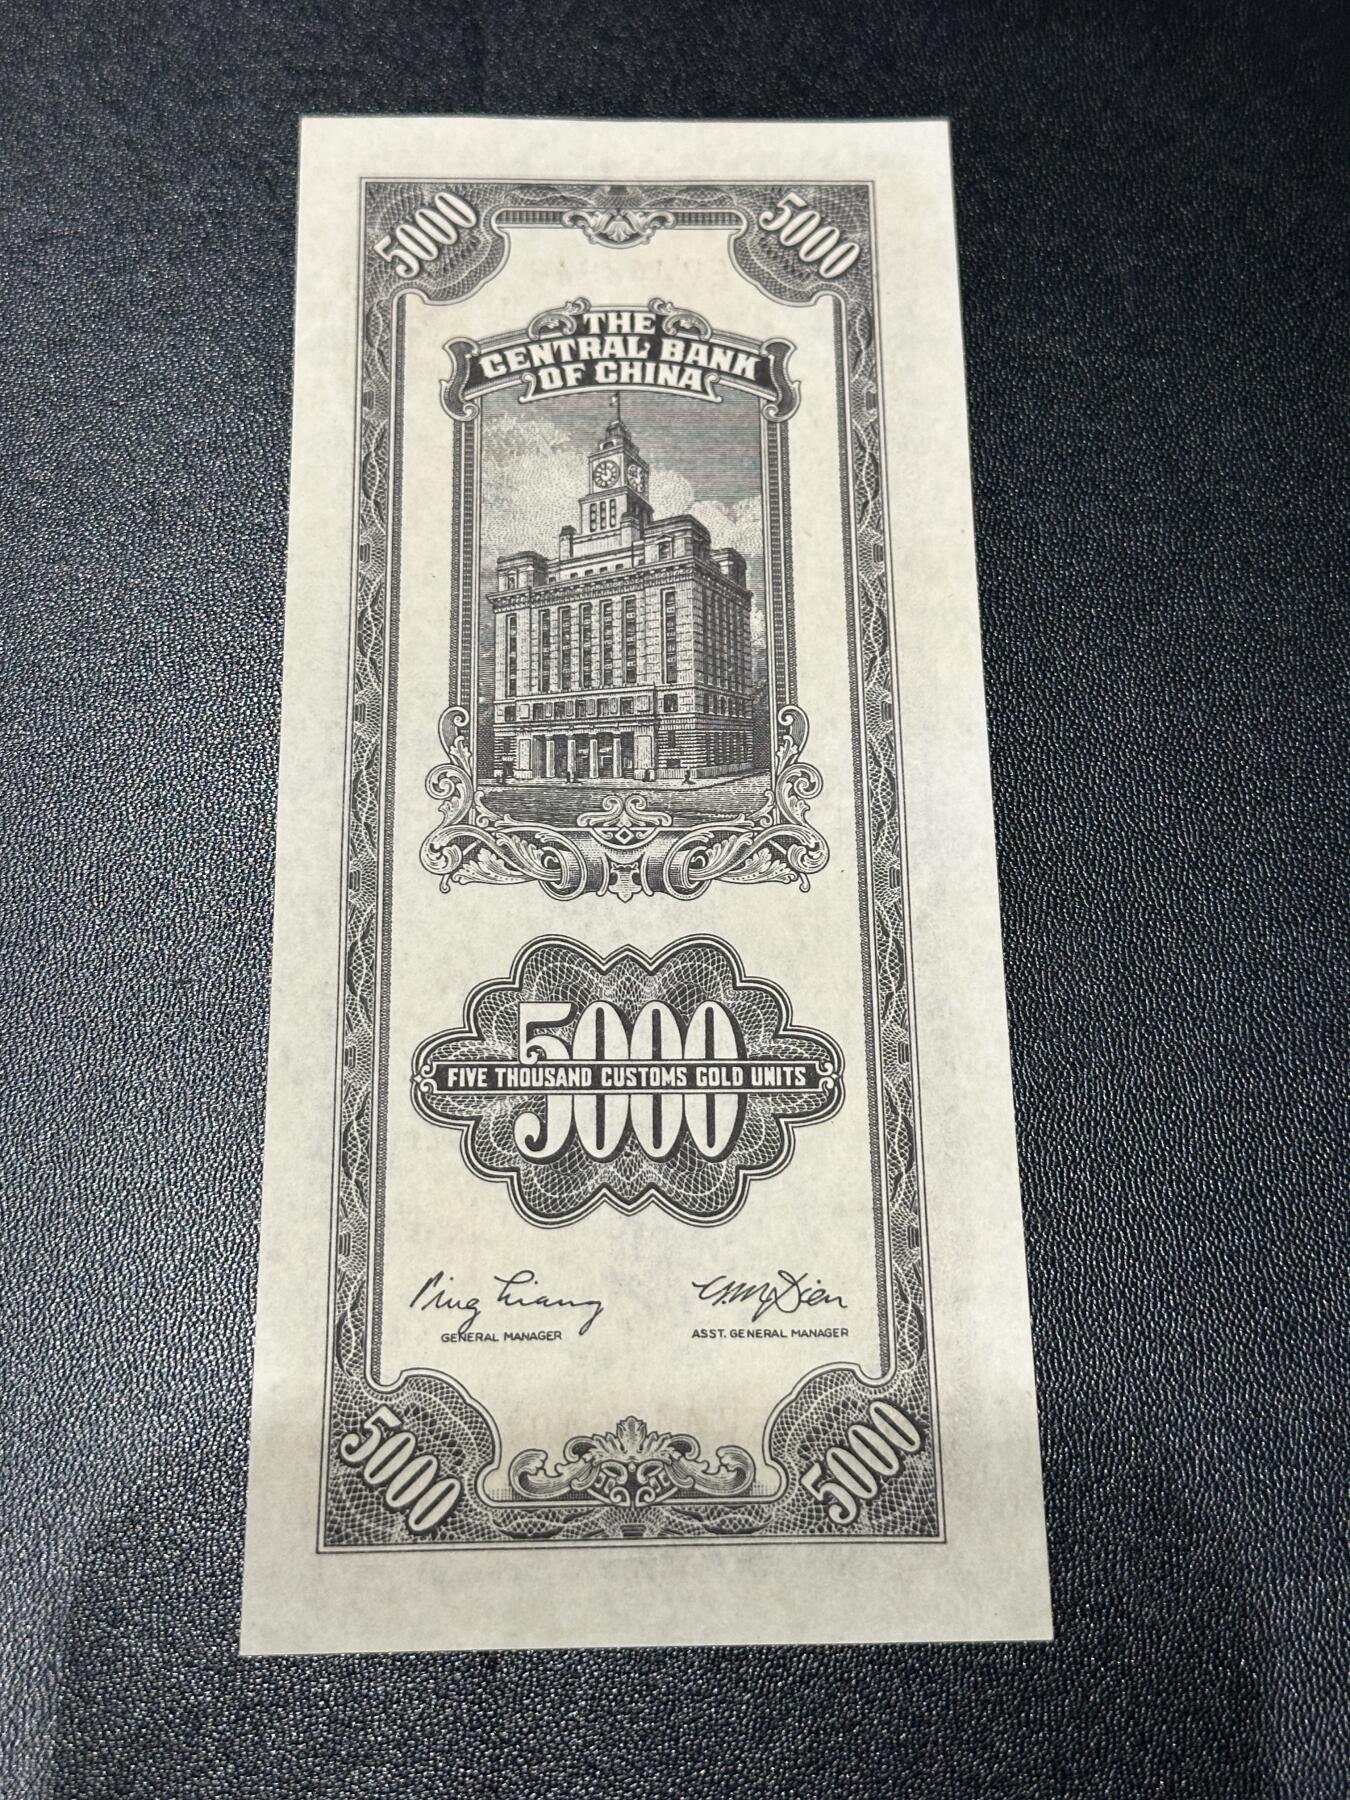 5000 5000
THE
CENTRAL BANK
OF CHINA
5000
FIVE THOUSAND CUSTOMS GOLD UNITS
GENERAL MANAGER ASST. GENERAL MANAGER
5000 5000